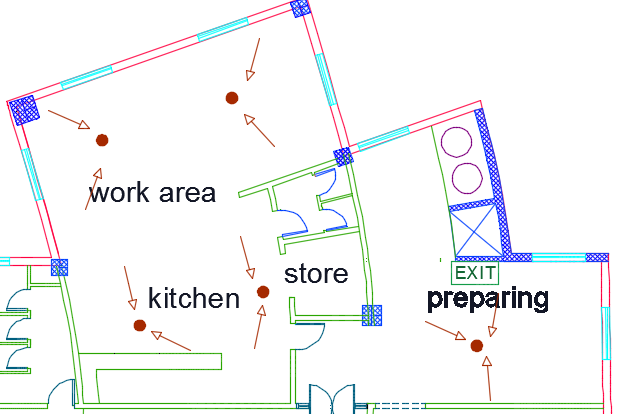 work area
store
EXIT
kitchen
preparing